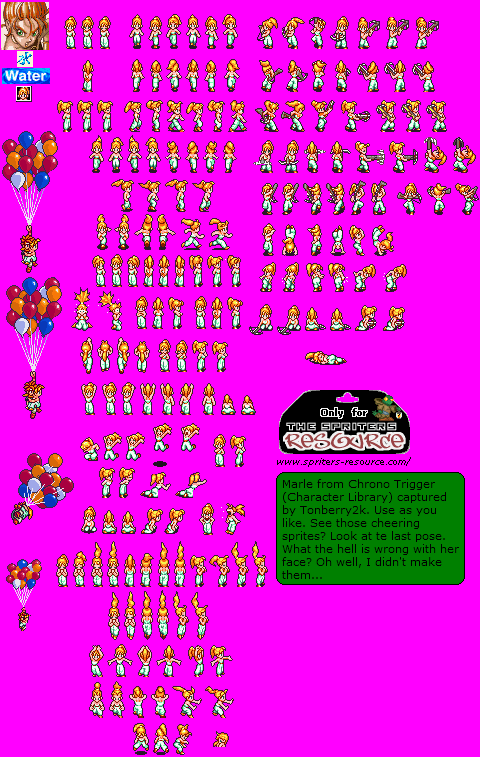 Water
Only for
THE SPRITERS
RESOURCE
www.spriters-resource.com/
Marle from Chrono Trigger
(Character Library) captured
by Tonberry2k. Use as you
like. See those cheering
sprites? Look at te last pose.
What the hell is wrong with her
face? Oh well, I didn't make
them...